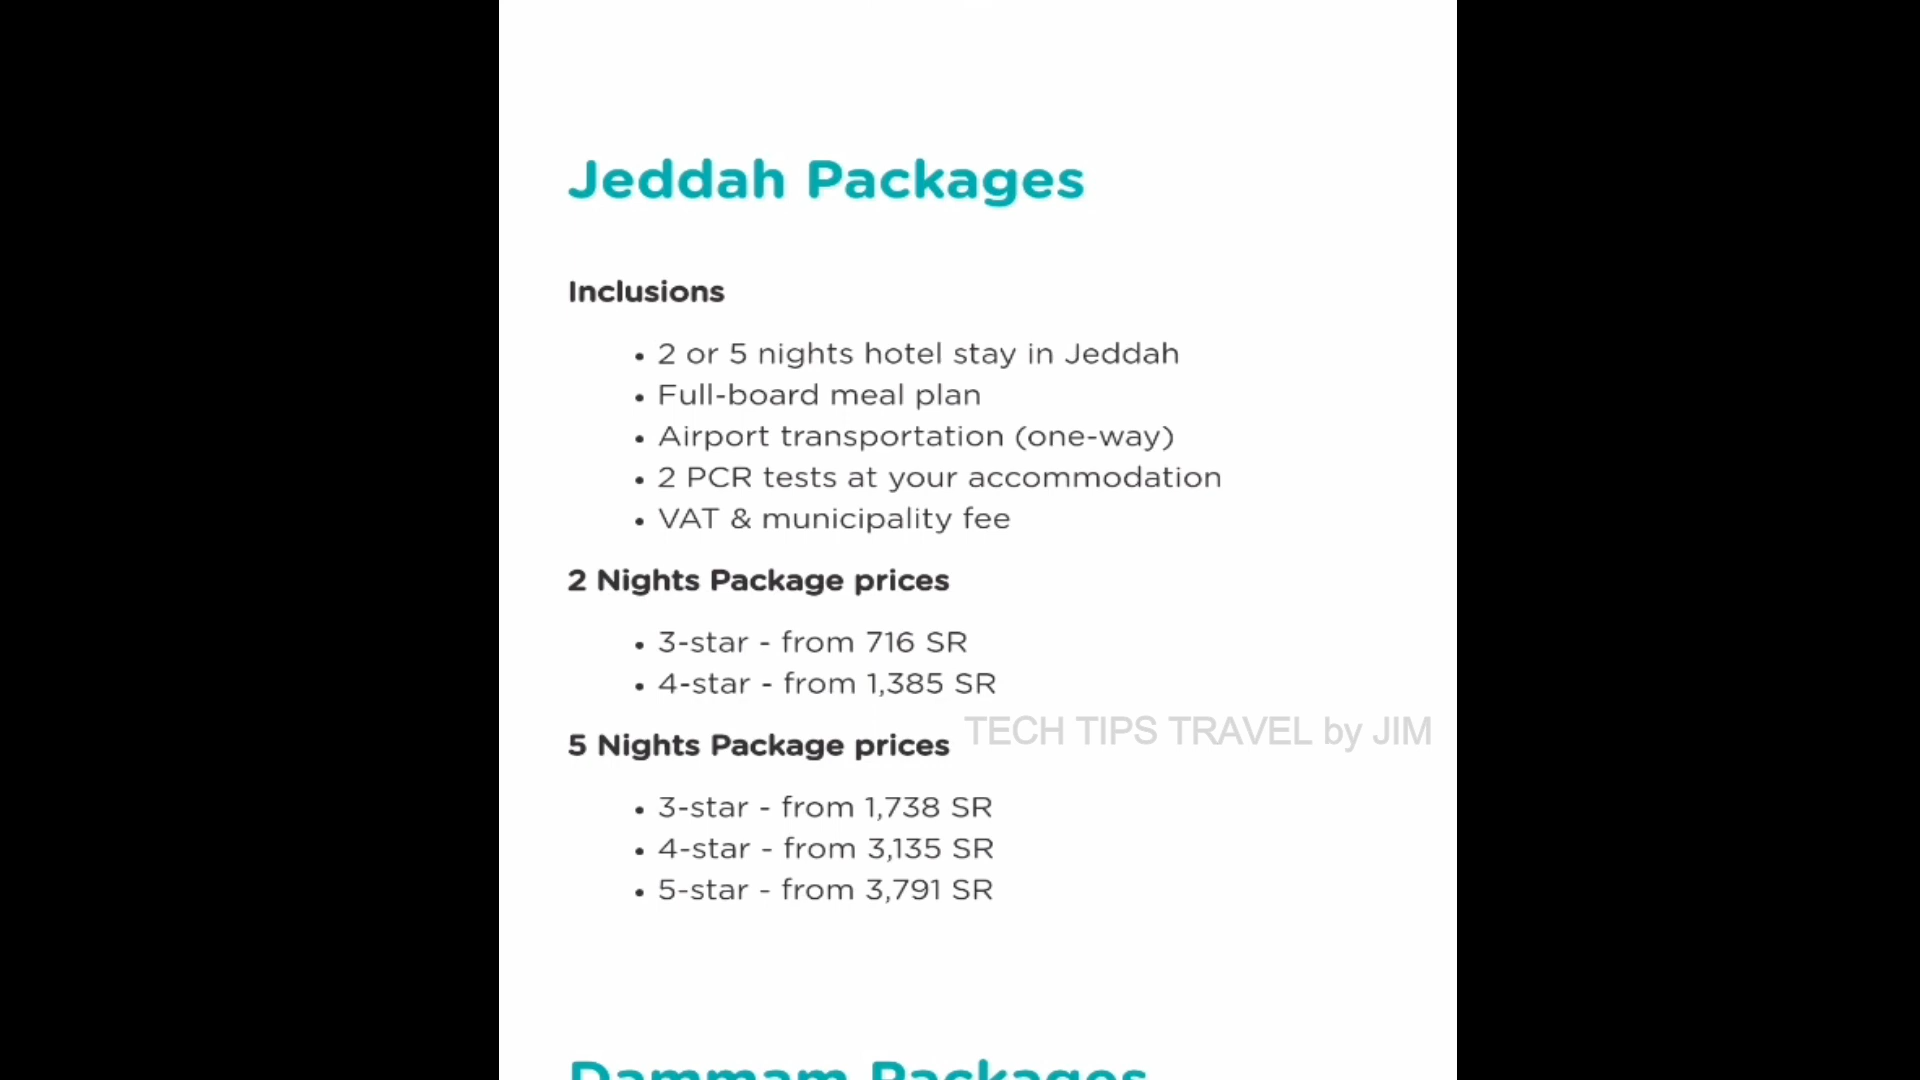 Jeddah Packages
Inclusions
• 2 or 5 nights hotel stay in Jeddah
• Full-board meal plan
• Airport transportation (one-way)
• 2 PCR tests at your accommodation
• VAT & municipality fee
2 Nights Package prices
• 3-star - from 716 SR
• 4-star - from 1,385 SR
TECH TIPS TRAVEL by JIM
5 Nights Package prices
• 3-star - from 1,738 SR
• 4-star - from 3,135 SR
• 5-star - from 3,791 SR
Dammam Packages